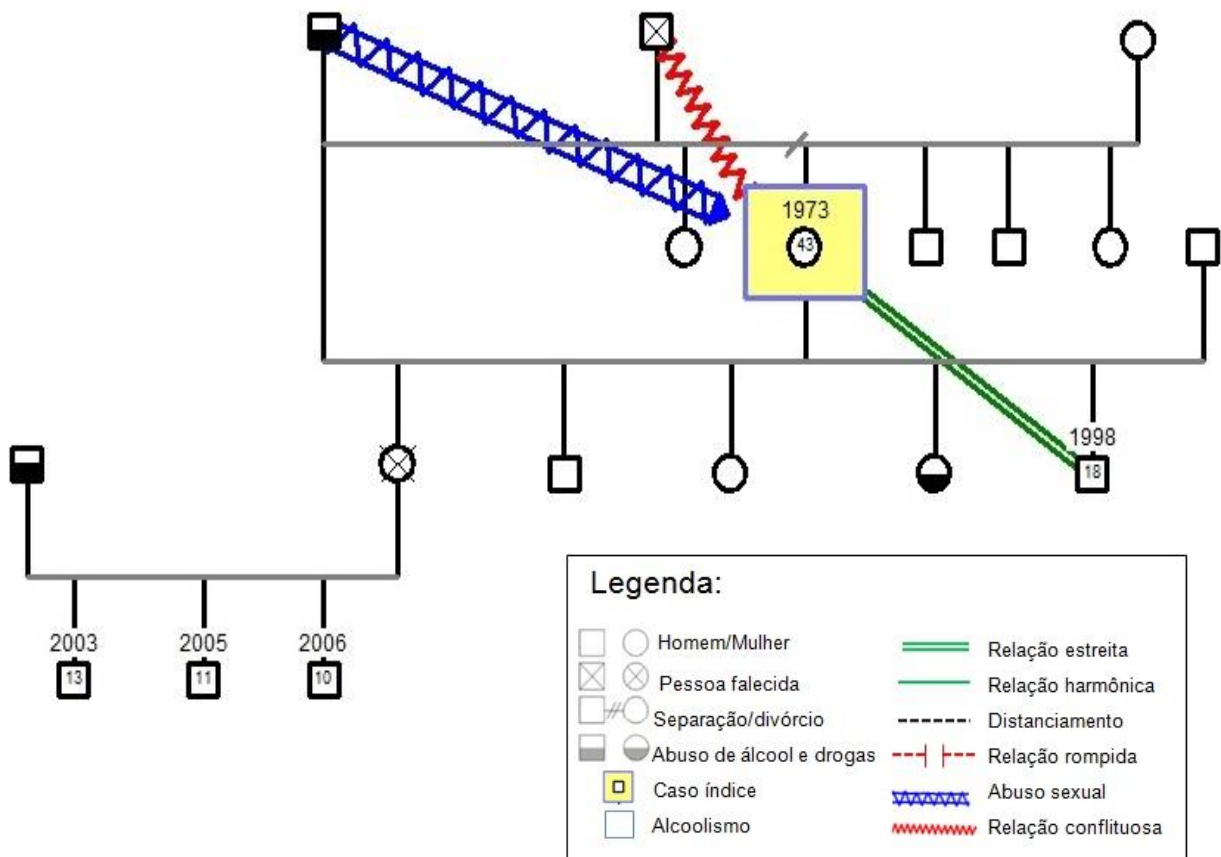 1973
43
1998
18
2003 2005 2006
13 11 10
Legenda:
Homem/Mulher
Pessoa falecida
Separação/divórcio
Abuso de álcool e drogas
Caso índice
Alcoolismo
Relação estreita
Relação harmônica
Distanciamento
Relação rompida
Abuso sexual
Relação conflituosa